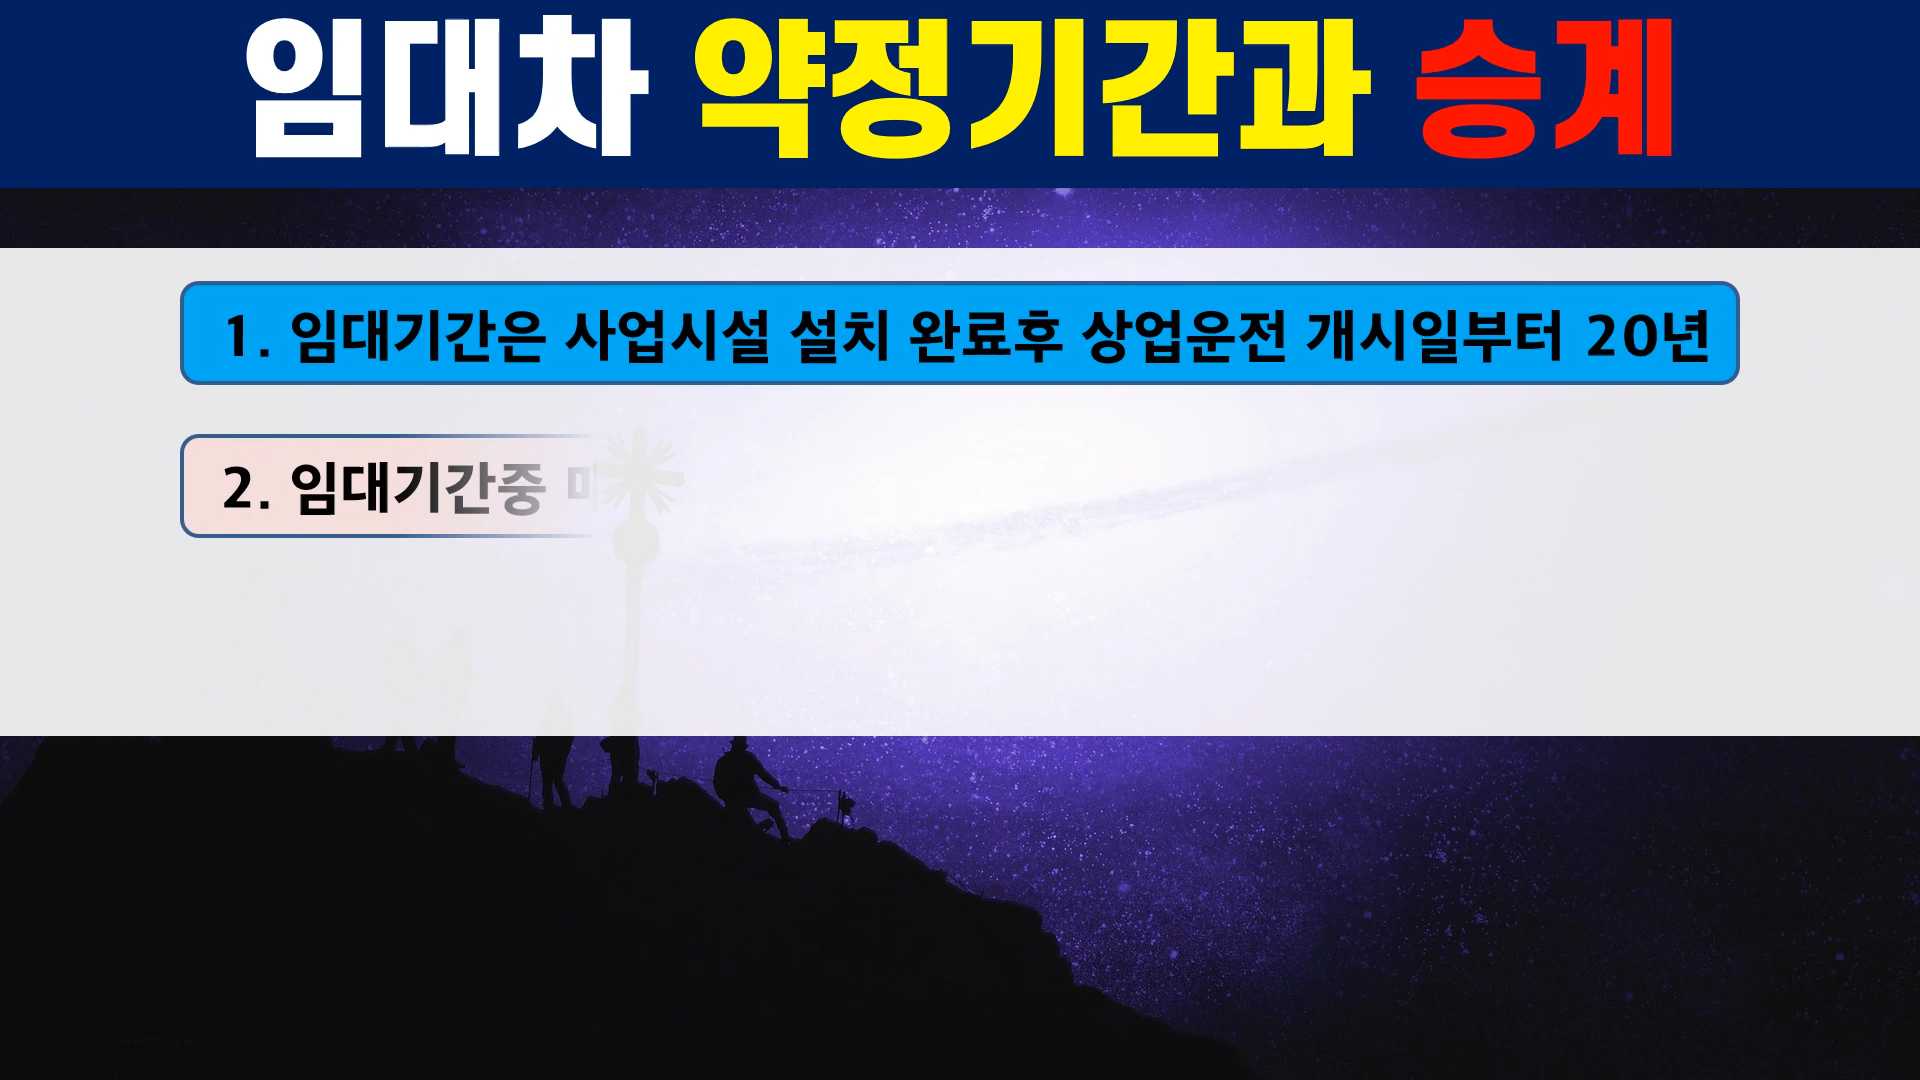 임대차 약정기간과 승계
1. 임대기간은 사업시설 설치 완료후 상업운전 개시일부터 20년
2. 임대기간중